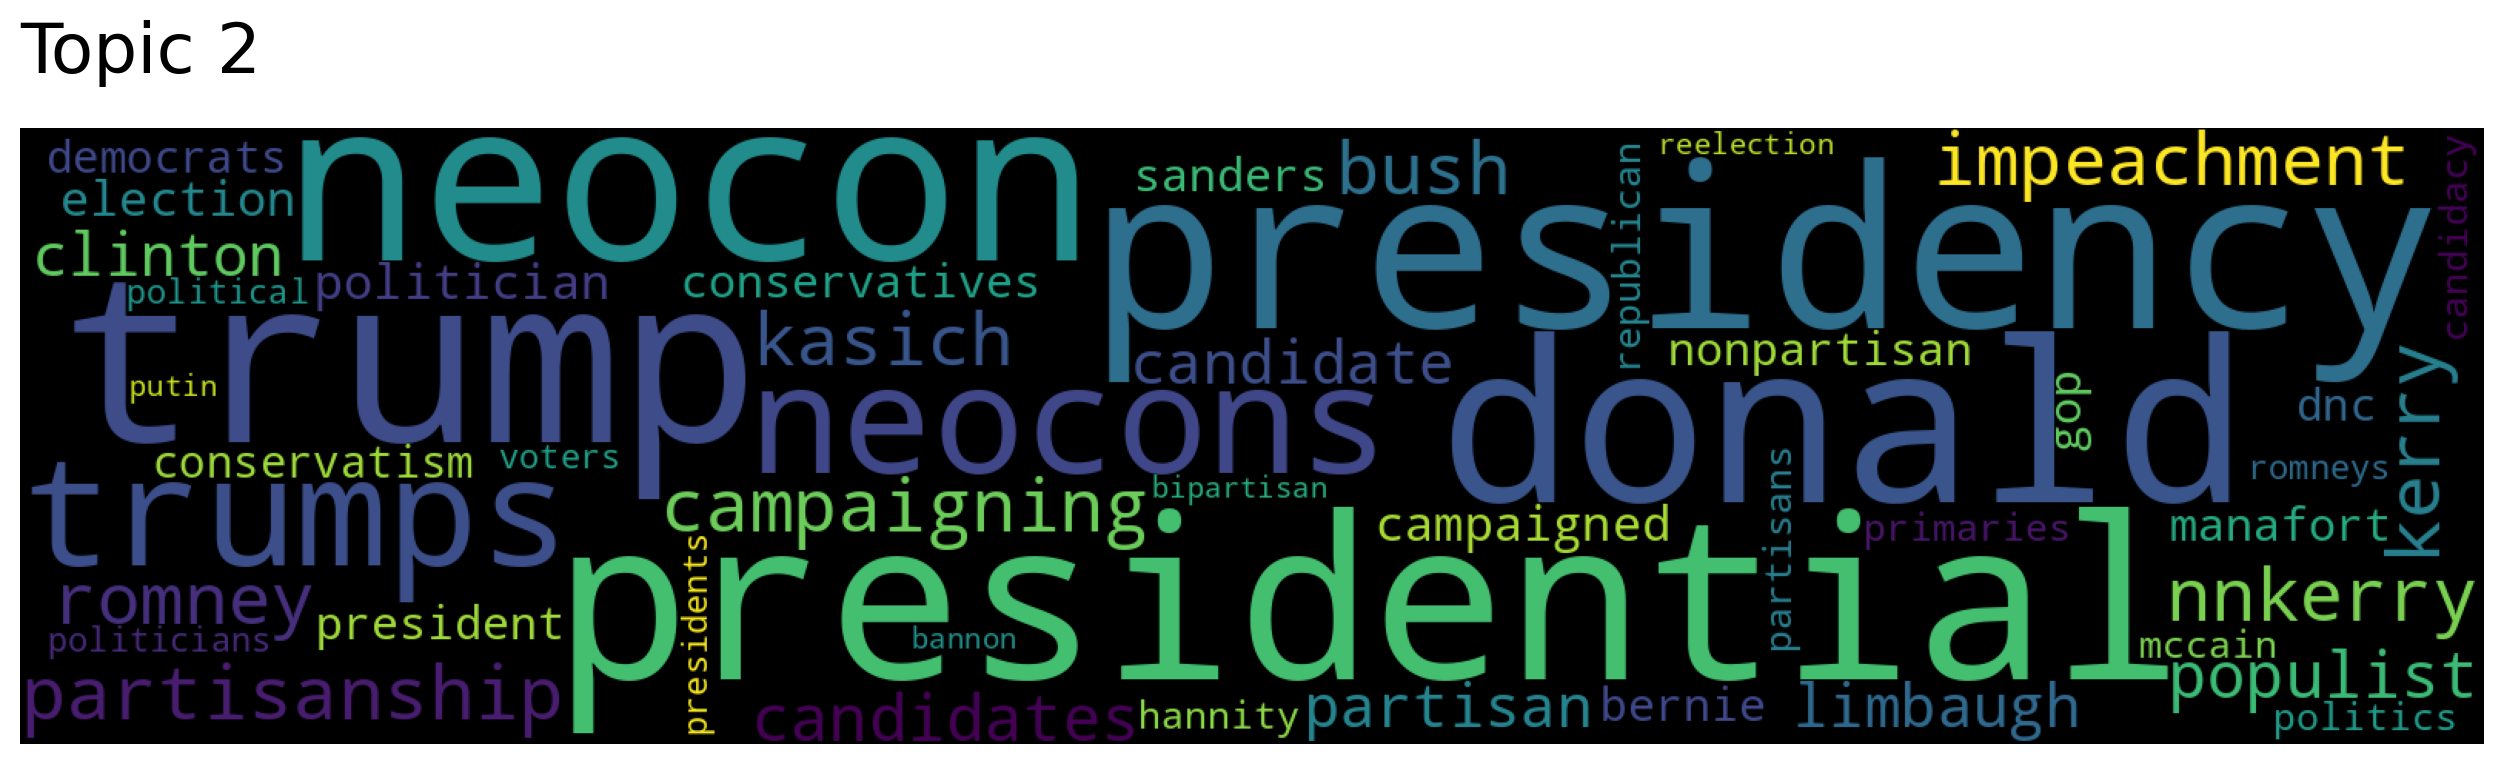 Topic 2
democrats
neocon
sanders
bush
republican
reelection
impeachment
candidacy
election
presidency
clinton
political
politician
conservatives
trump
kasich
candidate
nonpartisan
putin
neocons
donald
gop
dnc
kerry
conservatism
voters
trumps
campaigning
bipartisan
campaigned
partisans
primaries
romneys
manafort
romney
president
presidents
presidential
bannon
nnkerry
politicians
mccain
partisanship
candidates
hannity
partisan
bernie
limbaugh
populist
politics